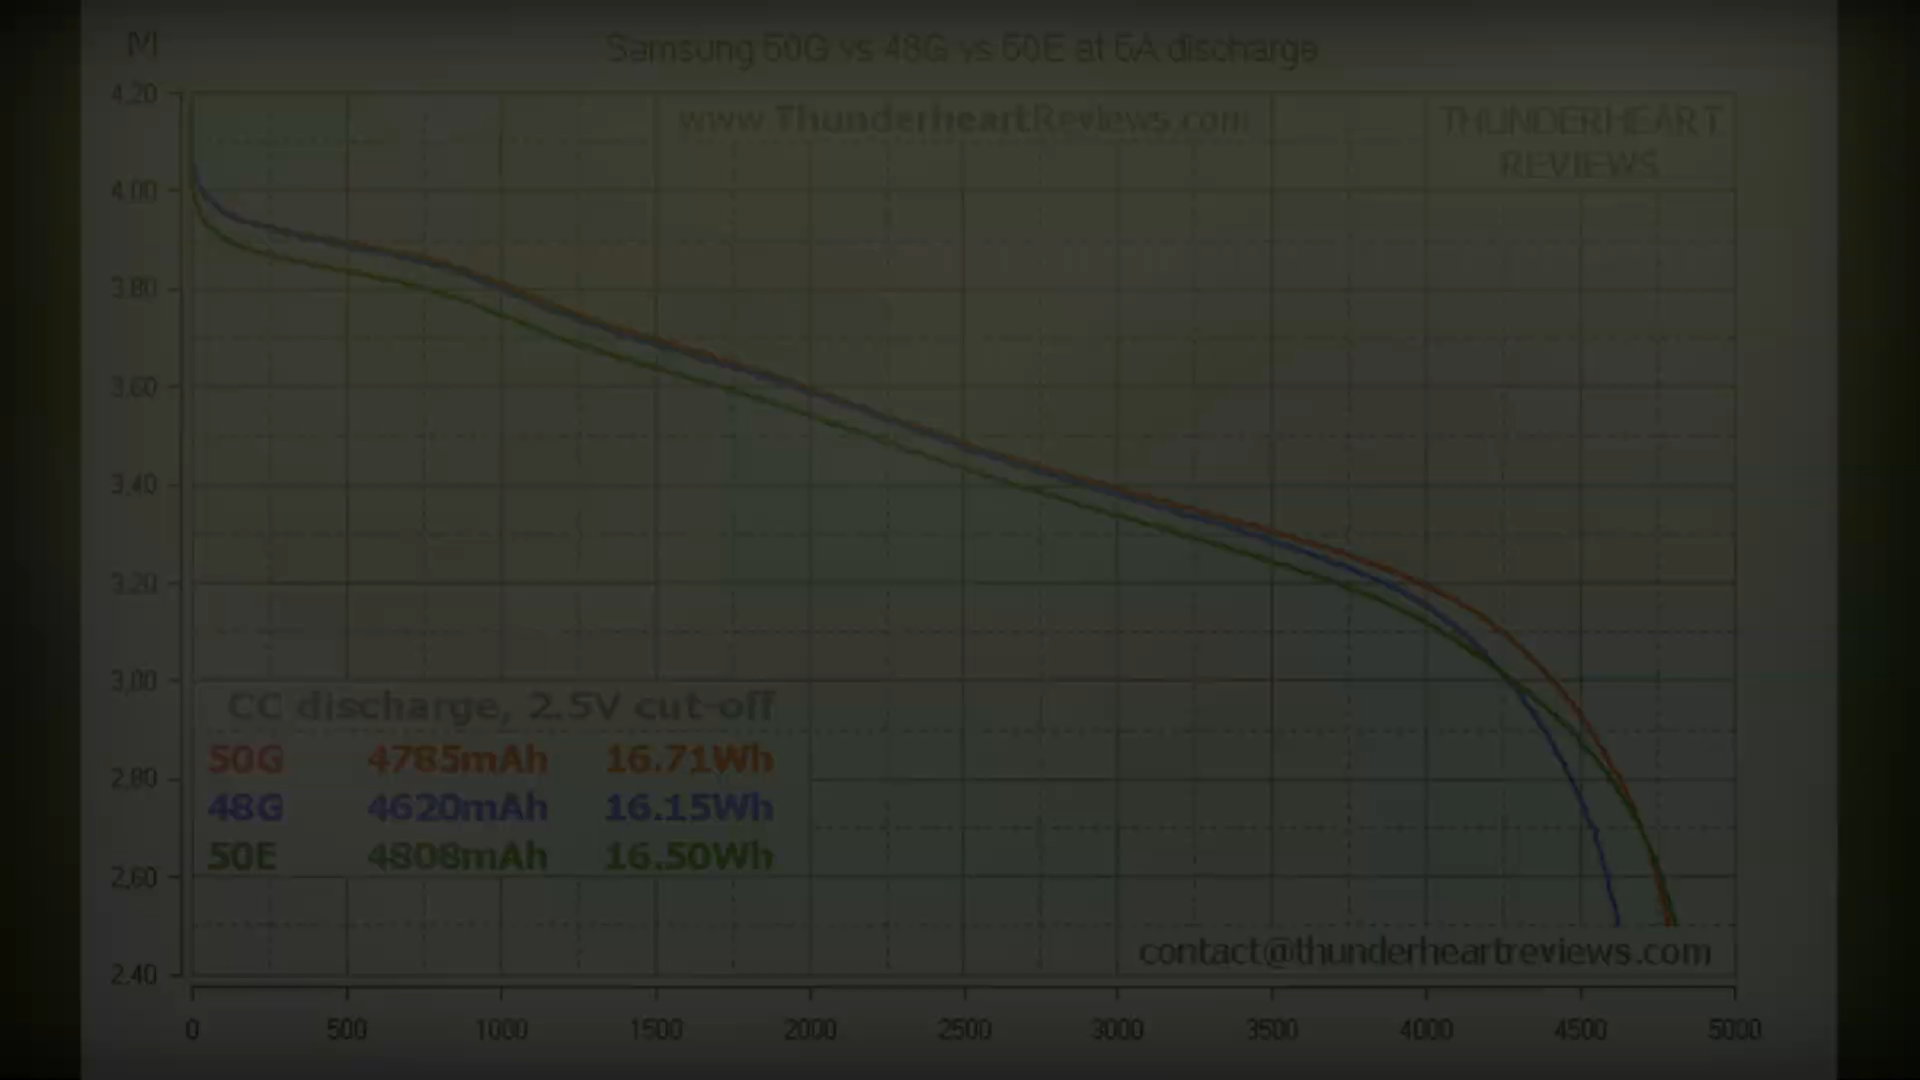 [V]
Samsung 50G vs 48G vs 50E at 5A discharge
www.ThunderheartReviews.com
THUNDERHEART
REVIEWS
4,20
4,00
3,80
3,60
3,40
3,20
3,00
2,80
2,60
2,40
CC discharge, 2.5V cut-off
50G 4785mAh 16.71Wh
48G 4620mAh 16.15Wh
50E 4808mAh 16.50Wh
contact@thunderheartreviews.com
0 500 1000 1500 2000 2500 3000 3500 4000 4500 5000